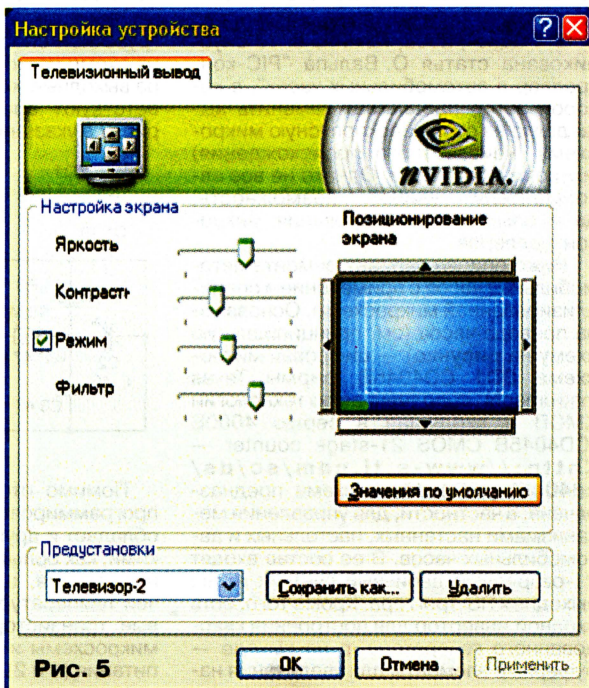 Настройка устройства
Телевизионный вывод
nVIDIA.
Настройка экрана
Яркость
Контрастн
Режим
Фильтр
Позиционирование
экрана
Значения по умолчанию
Предустановки
Телевизор-2
Сохранить как...
Удалить
Рис. 5
OK
Отмена
Применить